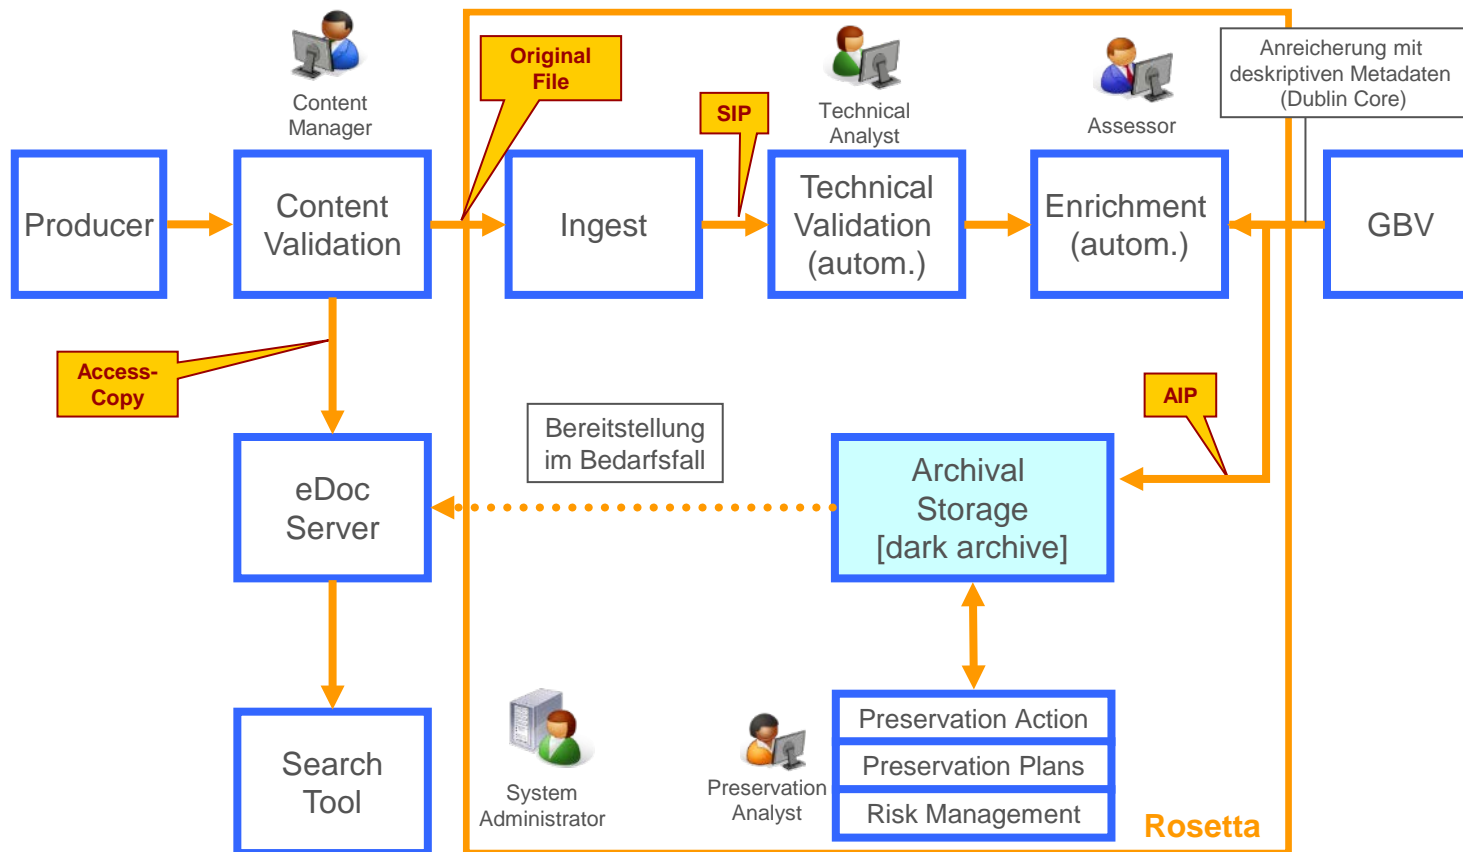 Content
Manager
Original
File
SIP
Technical
Analyst
Assessor
Anreicherung mit
deskriptiven Metadaten
(Dublin Core)
Producer
Content
Validation
Ingest
Technical
Validation
(autom.)
Enrichment
(autom.)
GBV
Access-
Copy
Bereitstellung
im Bedarfsfall
AIP
eDoc
Server
Archival
Storage
[dark archive]
Search
Tool
System
Administrator
Preservation
Analyst
Preservation Action
Preservation Plans
Risk Management
Rosetta